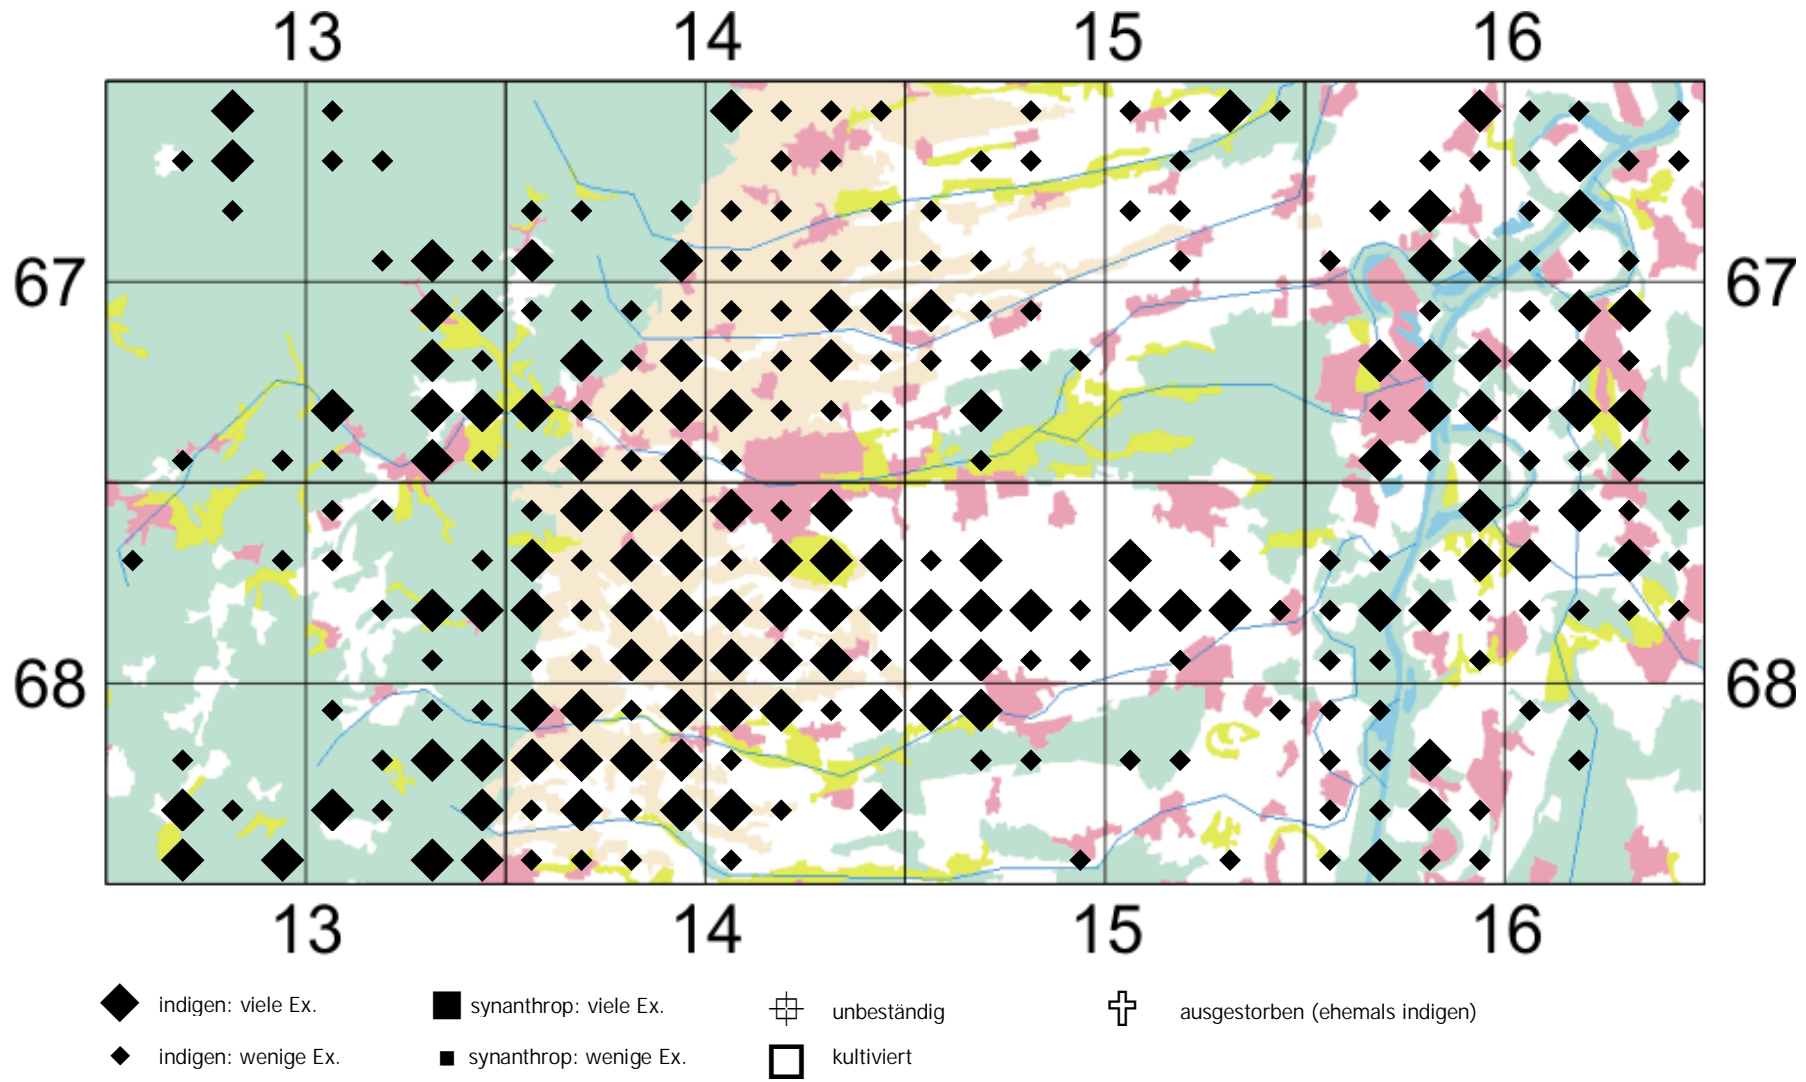 13 14 15 16
67 67
68 68
13 14 15 16
indigen: viele Ex. synanthrop: viele Ex. unbeständig ausgestorben (ehemals indigen)
indigen: wenige Ex. synanthrop: wenige Ex. kultiviert